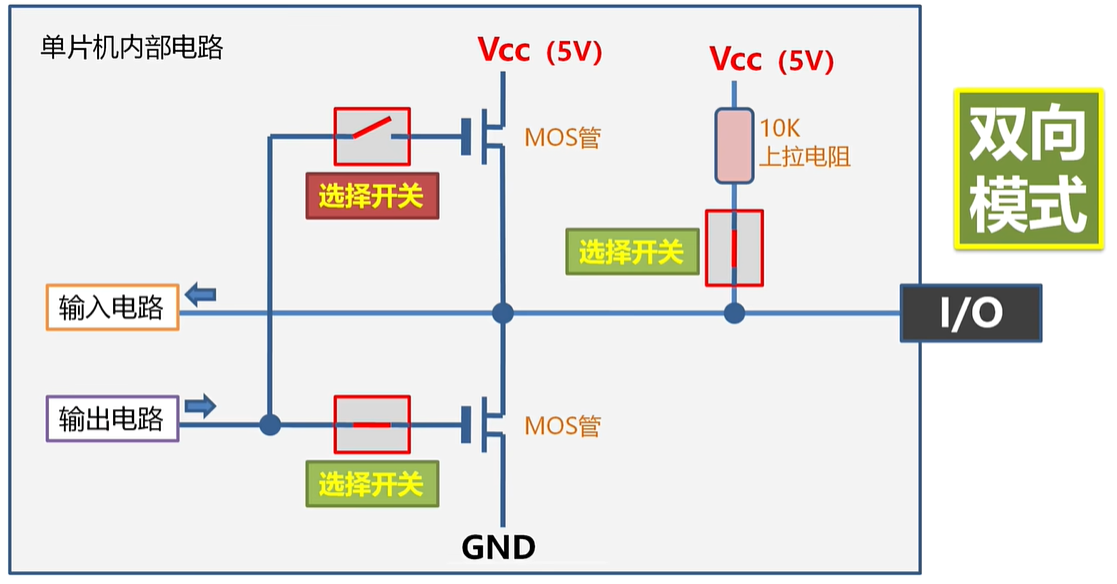 单片机内部电路
Vcc（5V）
Vcc（5V）
10K
上拉电阻
MOS管
选择开关
选择开关
双向
模式
输入电路
I/O
输出电路
MOS管
选择开关
GND